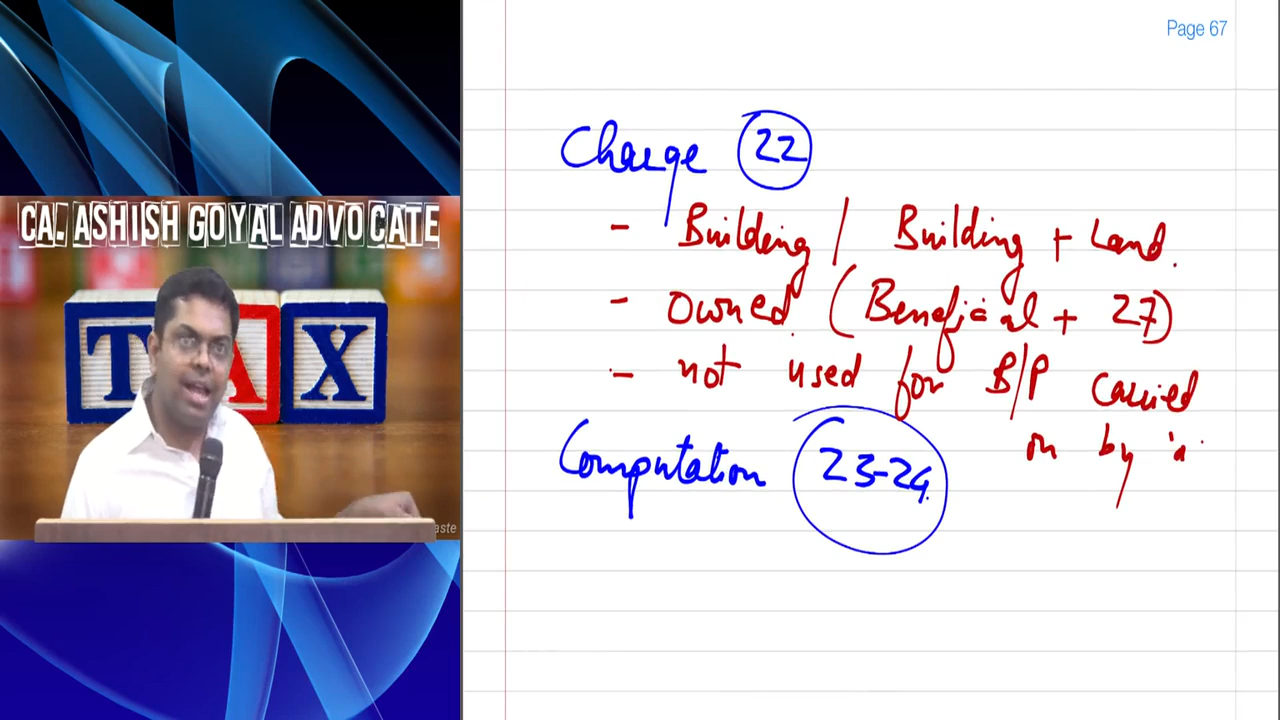 Page 67
CA. ASHISH GOYAL ADVOCATE
TAX
aste
Charge 22
- Building / Building + Land.
- Owned (Beneficial + 27)
- not used for B/P carried
on by 'a'
Computation 23-24